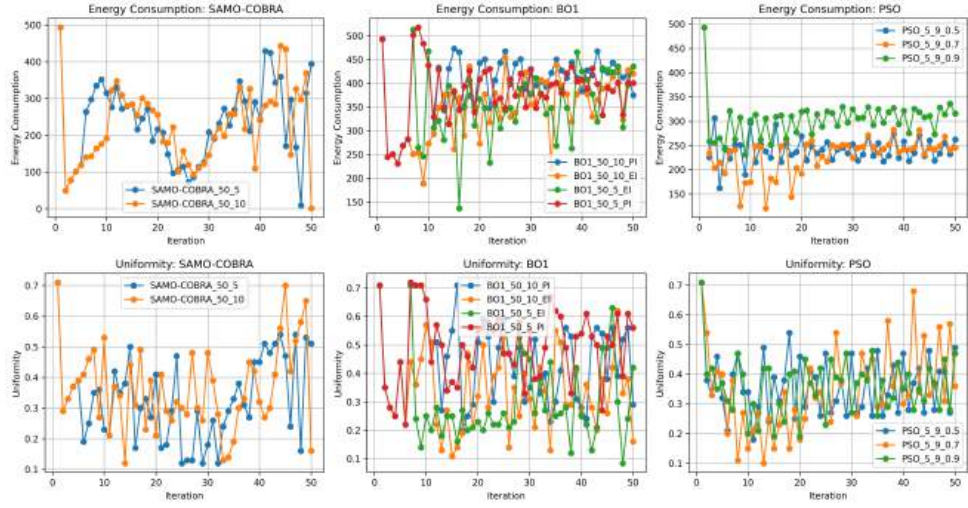 Energy Consumption: SAMO-COBRA
Energy Consumption
500
400
300
200
100
0
SAMO-COBRA_50_5
SAMO-COBRA_50_10
0
10
20
30
40
50
Iteration
Energy Consumption: BO1
Energy Consumption
500
450
400
350
300
250
200
150
BO1_50_10_PI
BO1_50_10_EI
BO1_50_5_EI
BO1_50_5_PI
0
10
20
30
40
50
Iteration
Energy Consumption: PSO
Energy Consumption
500
450
400
350
300
250
200
150
PSO_5_9_0.5
PSO_5_9_0.7
PSO_5_9_0.9
0
10
20
30
40
50
Iteration
Uniformity: SAMO-COBRA
Uniformity
0.7
0.6
0.5
0.4
0.3
0.2
0.1
SAMO-COBRA_50_5
SAMO-COBRA_50_10
0
10
20
30
40
50
Iteration
Uniformity: BO1
Uniformity
0.7
0.6
0.5
0.4
0.3
0.2
0.1
BO1_50_10_PI
BO1_50_10_EI
BO1_50_5_EI
BO1_50_5_PI
0
10
20
30
40
50
Iteration
Uniformity: PSO
Uniformity
0.7
0.6
0.5
0.4
0.3
0.2
0.1
PSO_5_9_0.5
PSO_5_9_0.7
PSO_5_9_0.9
0
10
20
30
40
50
Iteration